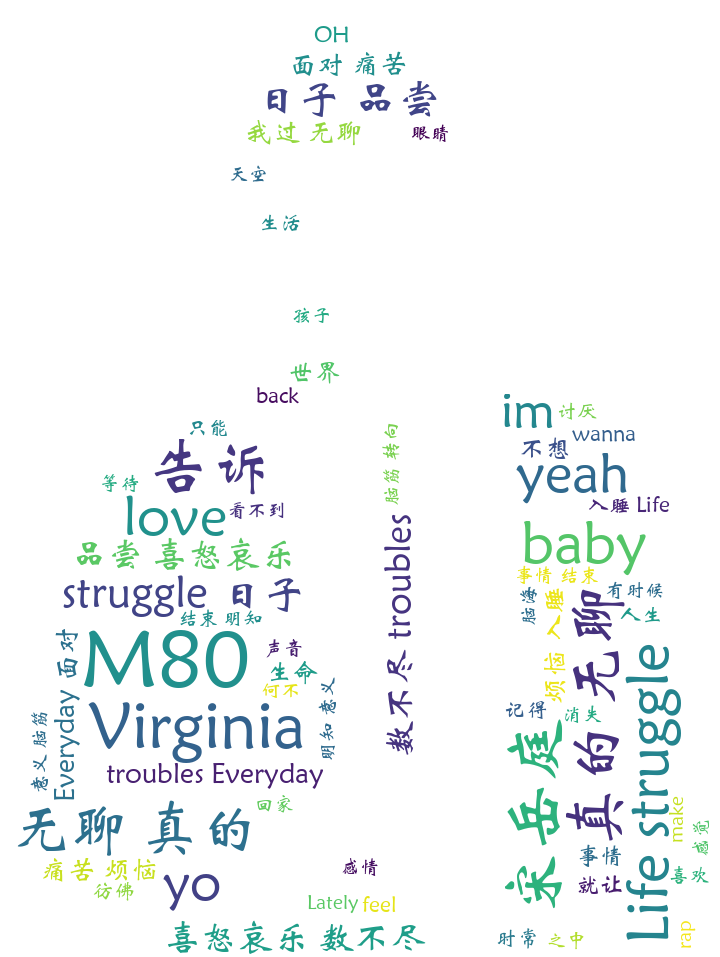 OH
面对 痛苦
日子 品尝
我过 无聊
眼睛
天空
生活
孩子
世界
back
im
讨厌
只能
wanna
不想
告诉
脑筋 转向
yeah
等待
入睡 Life
love
看不到
baby
品尝 喜怒哀乐
事情 结束
struggle 日子
有时候
入睡
结束 明知
人生
数不尽 troubles
M80
声音
生命
何不
烦恼
真的 无聊
Everyday 面对
Virginia
明知 意义
记得
消失
意义 脑筋
troubles Everyday
宋岳庭
Life struggle
无聊 真的
回家
make
事情
痛苦 烦恼
感情
就让
喜欢
彷佛
yo
Lately
feel
喜怒哀乐 数不尽
时常
之中
rap